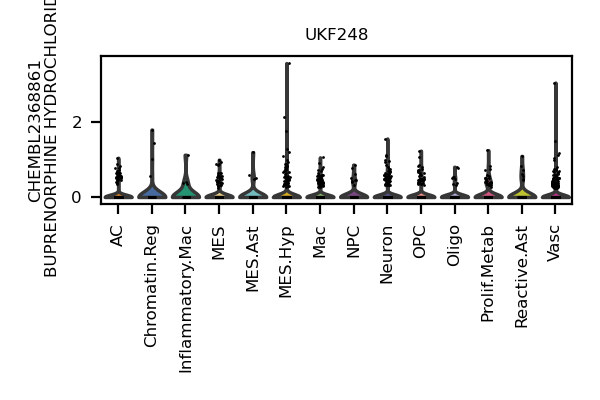 UKF248
CHEMBL2368861
BUPRENORPHINE HYDROCHLORID
2
0
AC
Chromatin.Reg
Inflammatory.Mac
MES
MES.Ast
MES.Hyp
Mac
NPC
Neuron
OPC
Oligo
Prolif.Metab
Reactive.Ast
Vasc